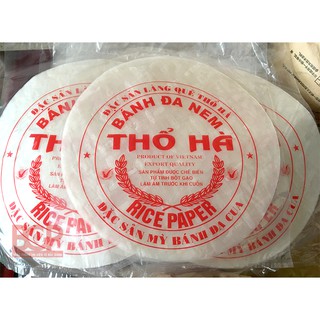 ĐẶC SẢN LÀNG QUÊ THỔ HÀ
BÁNH ĐA NEM
THỔ HÀ
PRODUCT OF VIETNAM
EXPORT QUALITY
SẢN PHẨM ĐƯỢC CHẾ BIẾN
TỪ TINH BỘT GẠO
LÀM ẨM TRƯỚC KHI CUỐN
RICE PAPER
ĐẶC SẢN MỲ BÁNH ĐA CUA